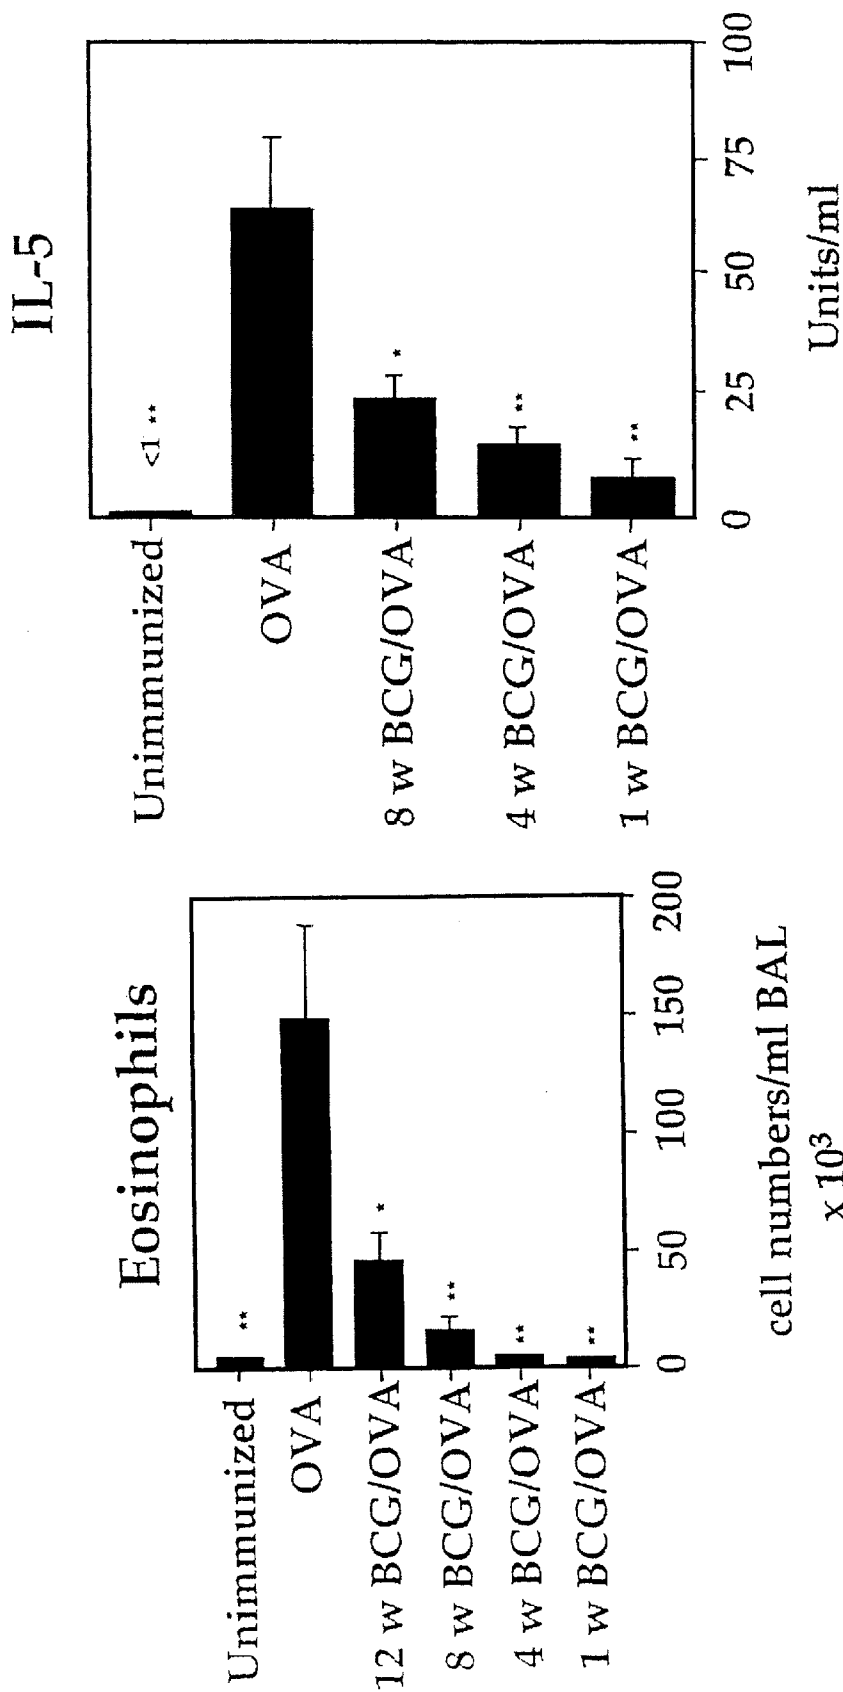 Eosinophils
Unimmunized
**
OVA
12 w BCG/OVA
*
8 w BCG/OVA
**
4 w BCG/OVA
**
1 w BCG/OVA
**
0 50 100 150 200
cell numbers/ml BAL
x 10³
IL-5
Unimmunized
<1 **
OVA
8 w BCG/OVA
*
4 w BCG/OVA
**
1 w BCG/OVA
**
0 25 50 75 100
Units/ml